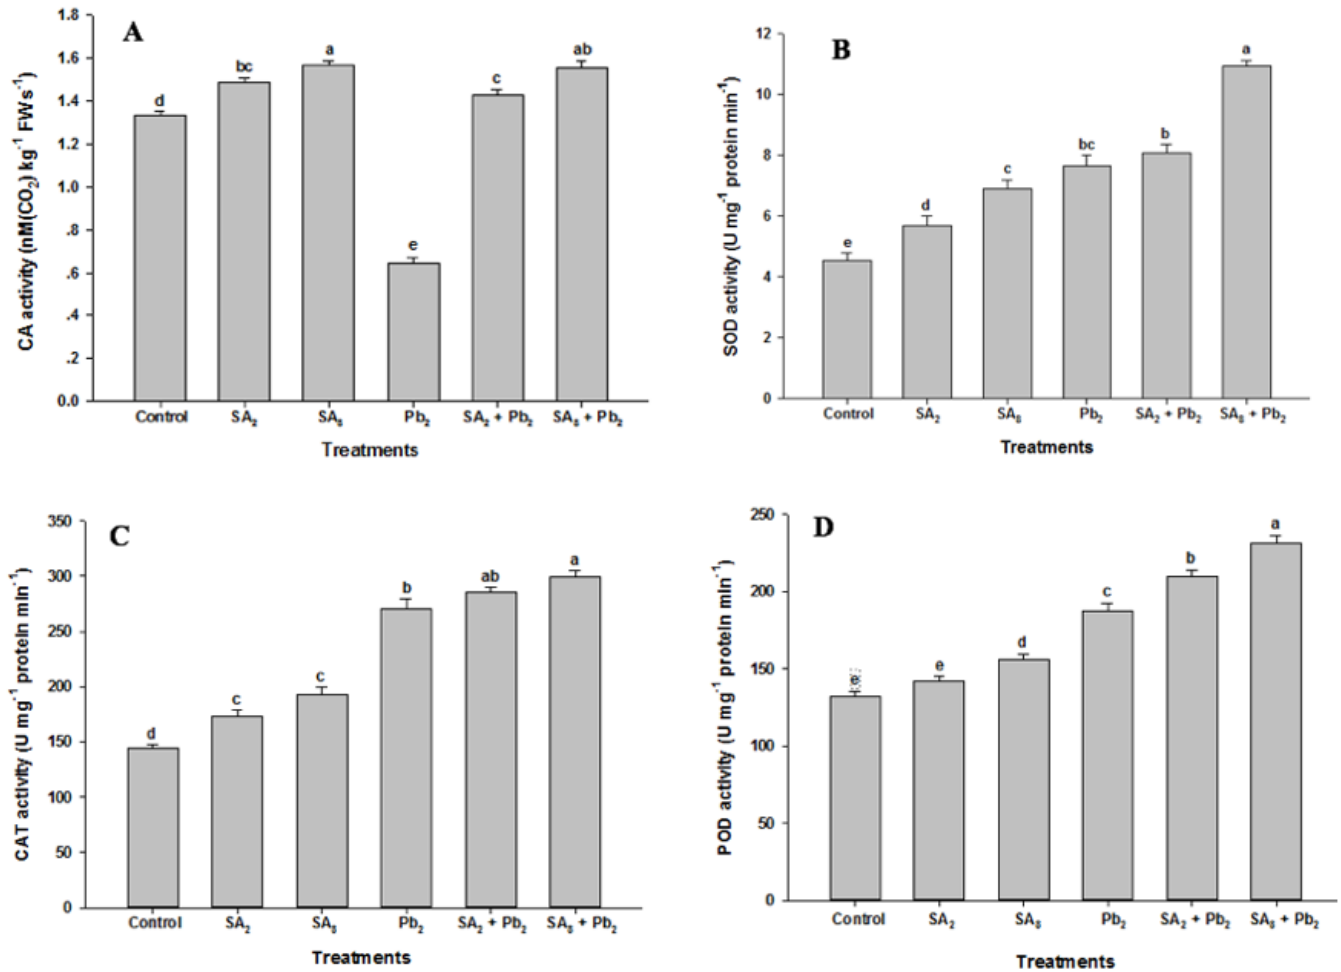 A
CA activity (nM(CO₂) kg⁻¹ FWs⁻¹)
1.8
1.6
1.4
1.2
1.0
.8
.6
.4
.2
0.0
d
bc
a
e
c
ab
Control SA₂ SA₈ Pb₂ SA₂ + Pb₂ SA₈ + Pb₂
Treatments
B
SOD activity (U mg⁻¹ protein min⁻¹)
12
10
8
6
4
2
0
e
d
c
bc
b
a
Control SA₂ SA₈ Pb₂ SA₂ + Pb₂ SA₈ + Pb₂
Treatments
C
CAT activity (U mg⁻¹ protein min⁻¹)
350
300
250
200
150
100
50
0
d
c
c
b
ab
a
Control SA₂ SA₈ Pb₂ SA₂ + Pb₂ SA₈ + Pb₂
Treatments
D
POD activity (U mg⁻¹ protein min⁻¹)
250
200
150
100
50
0
e
e
d
c
b
a
Control SA₂ SA₈ Pb₂ SA₂ + Pb₂ SA₈ + Pb₂
Treatments